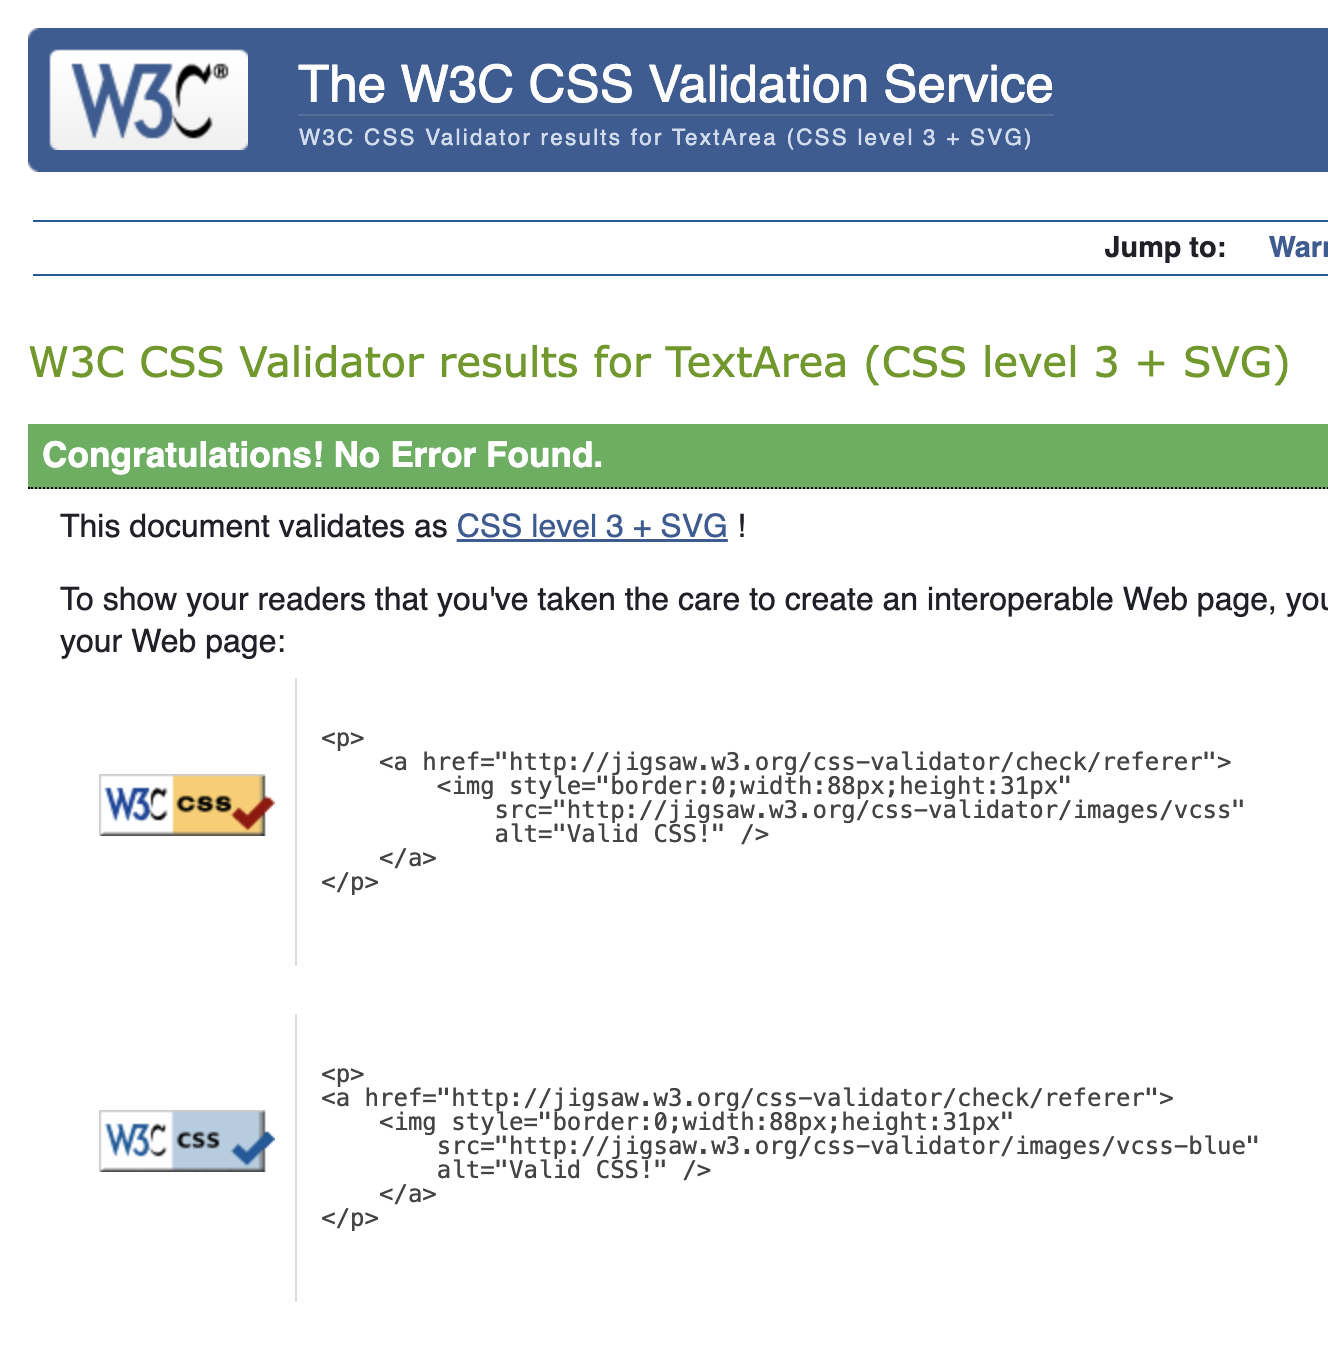 W3C®
The W3C CSS Validation Service
W3C CSS Validator results for TextArea (CSS level 3 + SVG)
Jump to:
W3C CSS Validator results for TextArea (CSS level 3 + SVG)
Congratulations! No Error Found.
This document validates as CSS level 3 + SVG !
To show your readers that you've taken the care to create an interoperable Web page, you
your Web page:
W3C css
<p>
    <a href="http://jigsaw.w3.org/css-validator/check/referer">
        <img style="border:0;width:88px;height:31px"
            src="http://jigsaw.w3.org/css-validator/images/vcss"
            alt="Valid CSS!" />
    </a>
</p>
W3C css
<p>
<a href="http://jigsaw.w3.org/css-validator/check/referer">
    <img style="border:0;width:88px;height:31px"
        src="http://jigsaw.w3.org/css-validator/images/vcss-blue"
        alt="Valid CSS!" />
    </a>
</p>